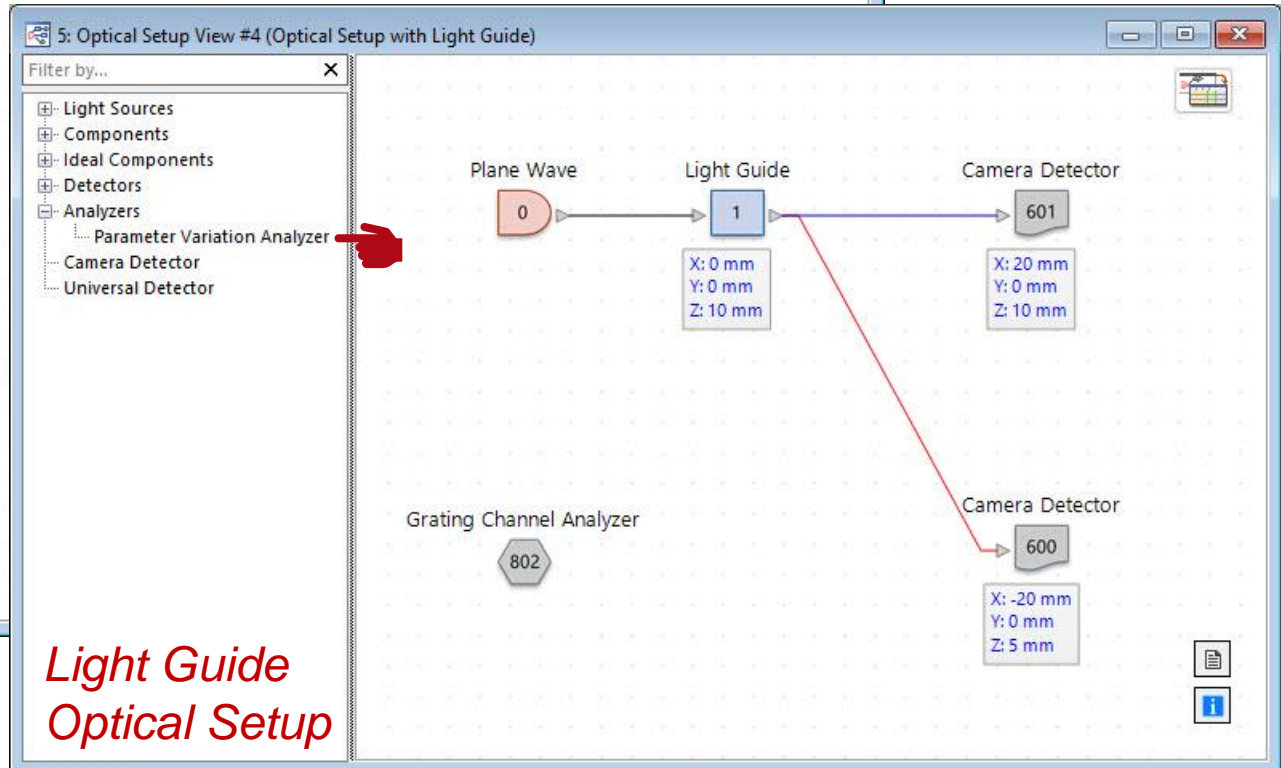 5: Optical Setup View #4 (Optical Setup with Light Guide)
Filter by...
Light Sources
Components
Ideal Components
Detectors
Analyzers
Parameter Variation Analyzer
Camera Detector
Universal Detector
Light Guide
Optical Setup
Plane Wave
0
Light Guide
1
X: 0 mm
Y: 0 mm
Z: 10 mm
Camera Detector
601
X: 20 mm
Y: 0 mm
Z: 10 mm
Grating Channel Analyzer
802
Camera Detector
600
X: -20 mm
Y: 0 mm
Z: 5 mm